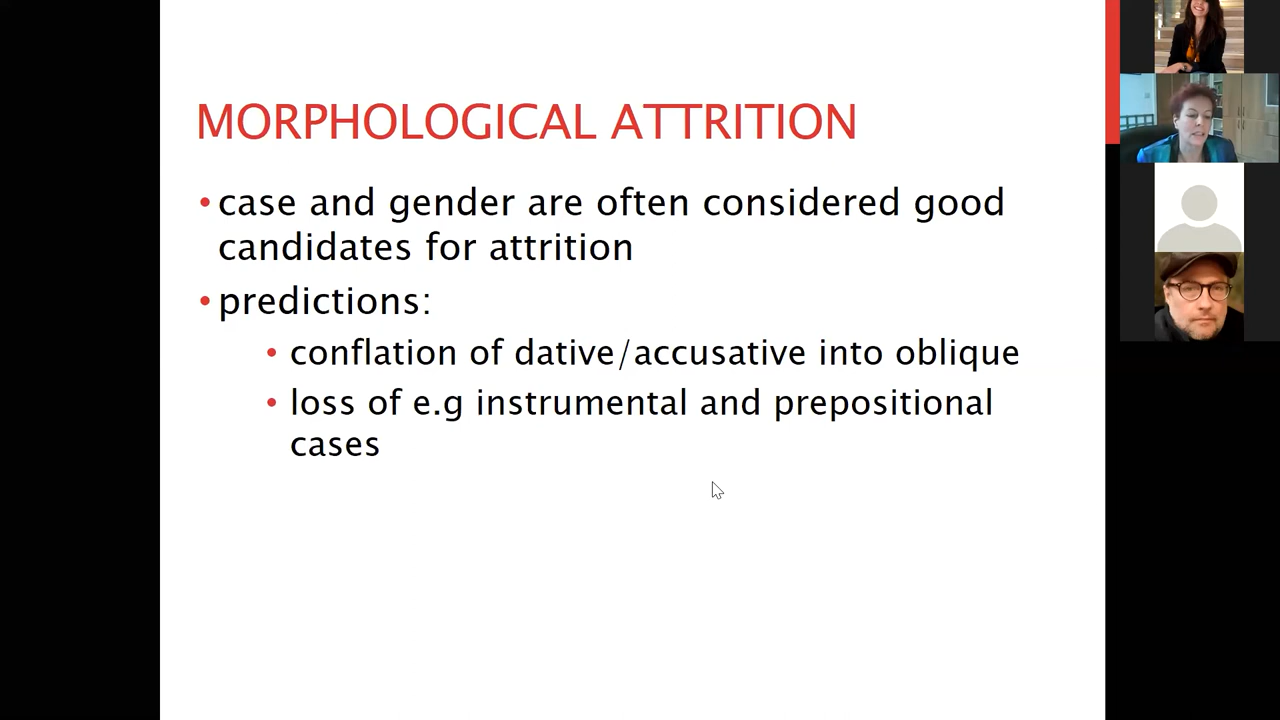 MORPHOLOGICAL ATTRITION
•case and gender are often considered good
candidates for attrition
•predictions:
•conflation of dative/accusative into oblique
•loss of e.g instrumental and prepositional
cases